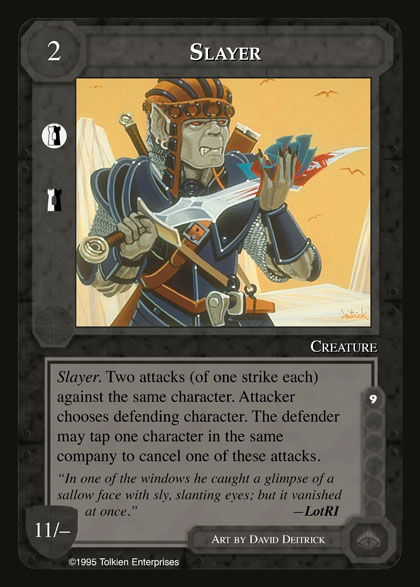 2
SLAYER
deitrick
CREATURE
Slayer. Two attacks (of one strike each)
against the same character. Attacker
chooses defending character. The defender
may tap one character in the same
company to cancel one of these attacks.
9
“In one of the windows he caught a glimpse of a
sallow face with sly, slanting eyes; but it vanished
at once.” –LotRI
11/–
ART BY DAVID DEITRICK
©1995 Tolkien Enterprises